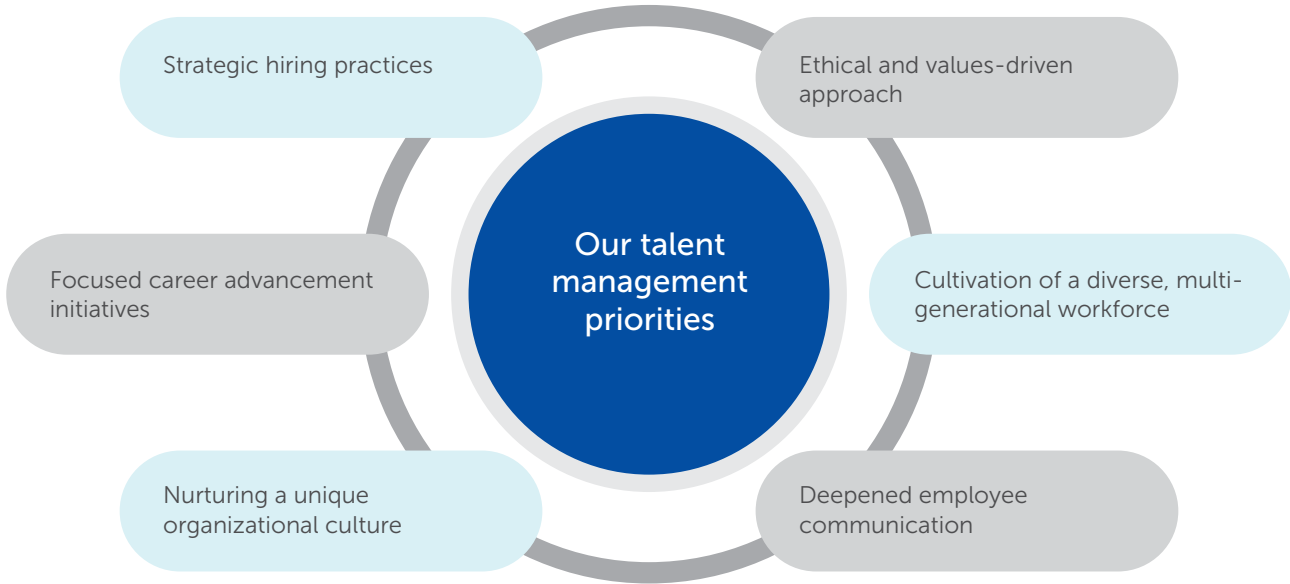 Strategic hiring practices
Ethical and values-driven
approach
Focused career advancement
initiatives
Our talent
management
priorities
Cultivation of a diverse, multi-
generational workforce
Nurturing a unique
organizational culture
Deepened employee
communication